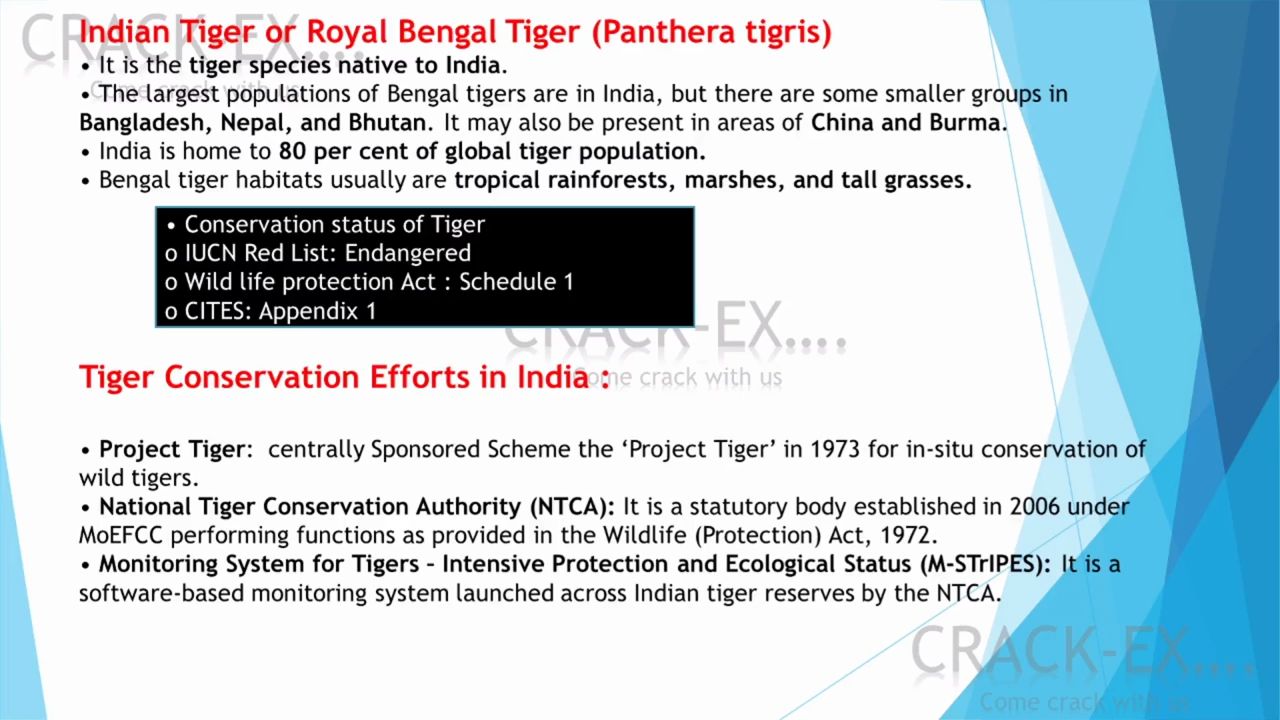 CRACK-EX....
Come crack with us
Indian Tiger or Royal Bengal Tiger (Panthera tigris)
• It is the tiger species native to India.
• The largest populations of Bengal tigers are in India, but there are some smaller groups in
Bangladesh, Nepal, and Bhutan. It may also be present in areas of China and Burma.
• India is home to 80 per cent of global tiger population.
• Bengal tiger habitats usually are tropical rainforests, marshes, and tall grasses.
• Conservation status of Tiger
o IUCN Red List: Endangered
o Wild life protection Act : Schedule 1
o CITES: Appendix 1
CRACK-EX....
Come crack with us
Tiger Conservation Efforts in India :
• Project Tiger:  centrally Sponsored Scheme the ‘Project Tiger’ in 1973 for in-situ conservation of
wild tigers.
• National Tiger Conservation Authority (NTCA): It is a statutory body established in 2006 under
MoEFCC performing functions as provided in the Wildlife (Protection) Act, 1972.
• Monitoring System for Tigers – Intensive Protection and Ecological Status (M-STrIPES): It is a
software-based monitoring system launched across Indian tiger reserves by the NTCA.
CRACK-EX....
Come crack with us